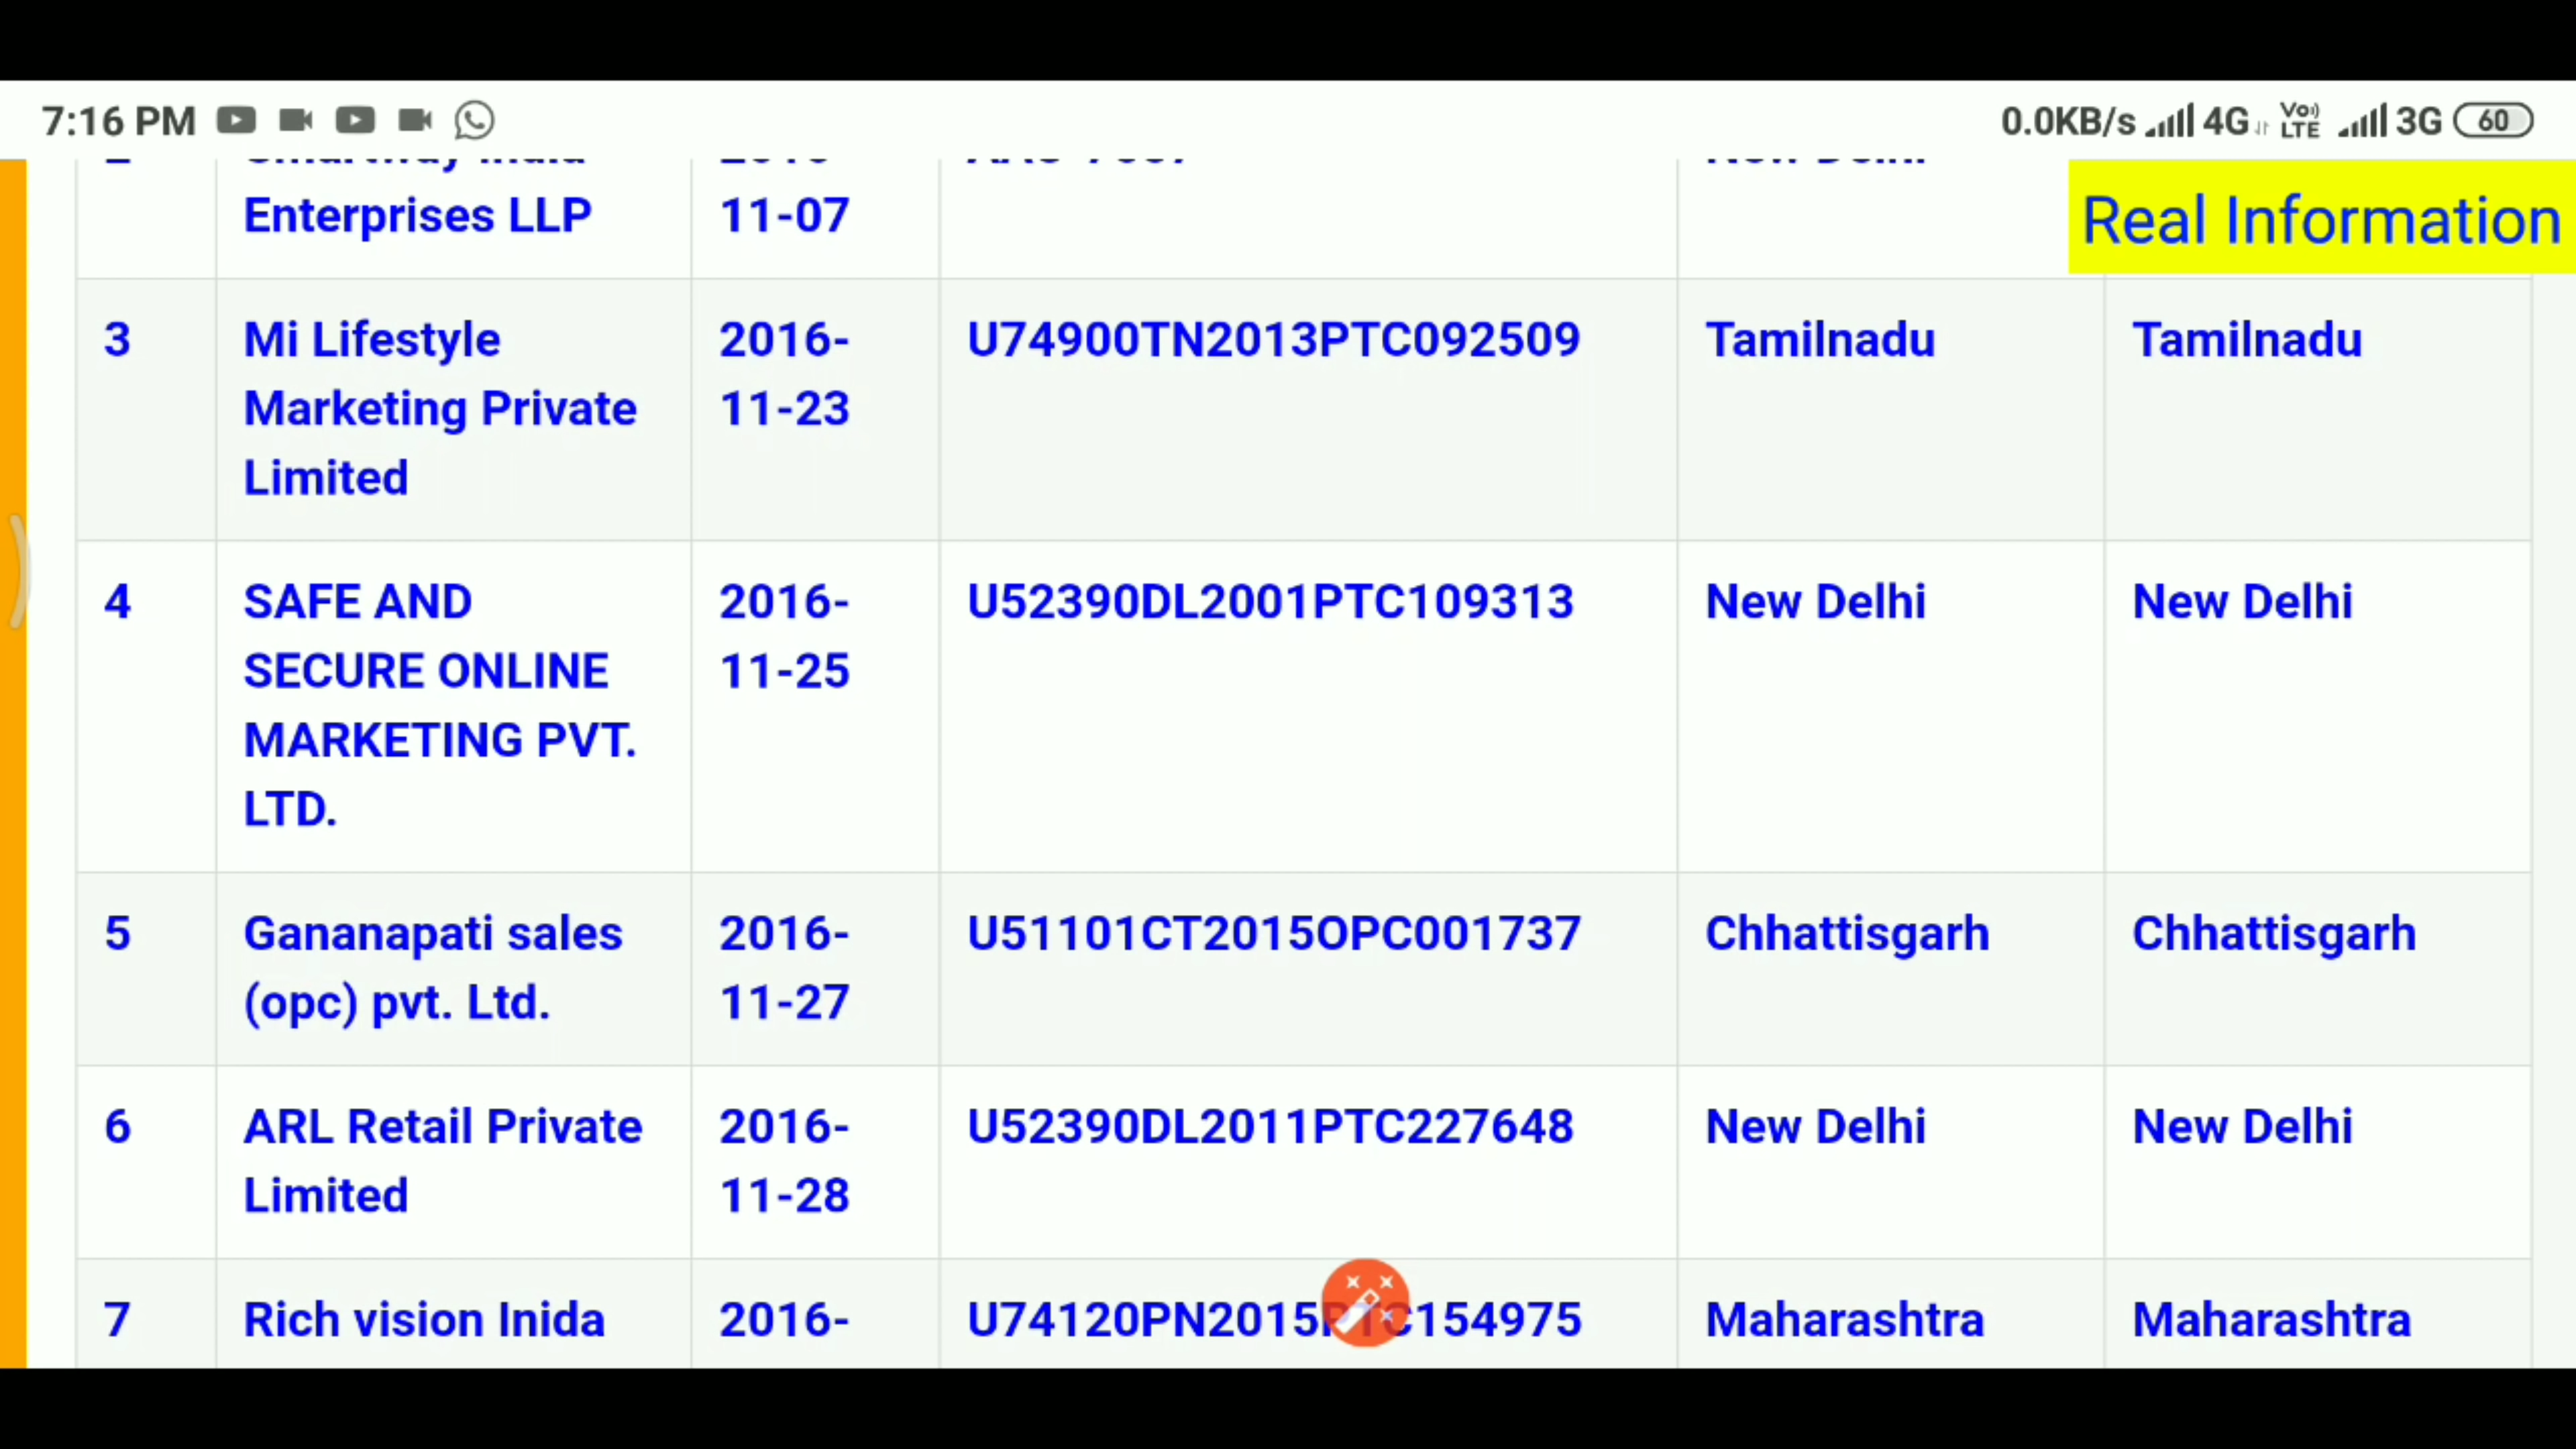 7:16 PM
0.0KB/s 4G VoLTE 3G 60
Real Information
Enterprises LLP 11-07
3 Mi Lifestyle 2016- U74900TN2013PTC092509 Tamilnadu Tamilnadu
Marketing Private 11-23
Limited
4 SAFE AND 2016- U52390DL2001PTC109313 New Delhi New Delhi
SECURE ONLINE 11-25
MARKETING PVT.
LTD.
5 Gananapati sales 2016- U51101CT2015OPC001737 Chhattisgarh Chhattisgarh
(opc) pvt. Ltd. 11-27
6 ARL Retail Private 2016- U52390DL2011PTC227648 New Delhi New Delhi
Limited 11-28
7 Rich vision Inida 2016- U74120PN2015PTC154975 Maharashtra Maharashtra